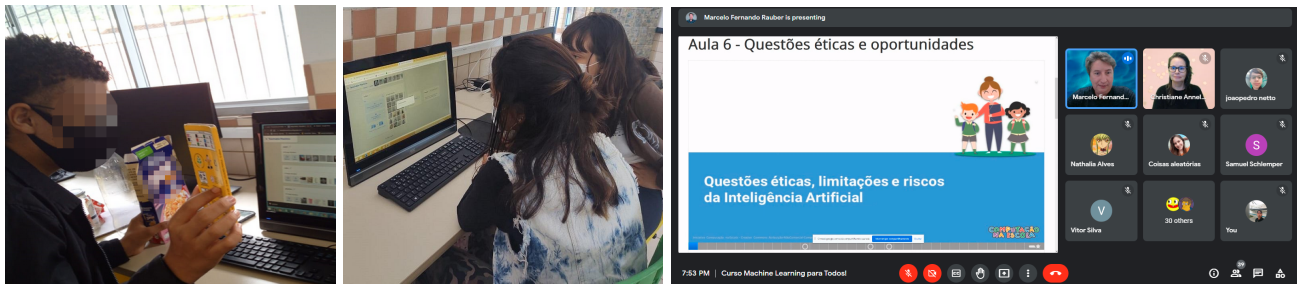 Marcelo Fernando Rauber is presenting
Aula 6 - Questões éticas e oportunidades
Questões éticas, limitações e riscos
da Inteligência Artificial
COMPUTAÇÃO
NA ESCOLA
Marcelo Fernand...
Christiane Annel...
joaopedro netto
Nathalia Alves
Coisas aleatórias
S
Samuel Schlemper
V
Vitor Silva
30 others
You
7:53 PM | Curso Machine Learning para Todos!
39